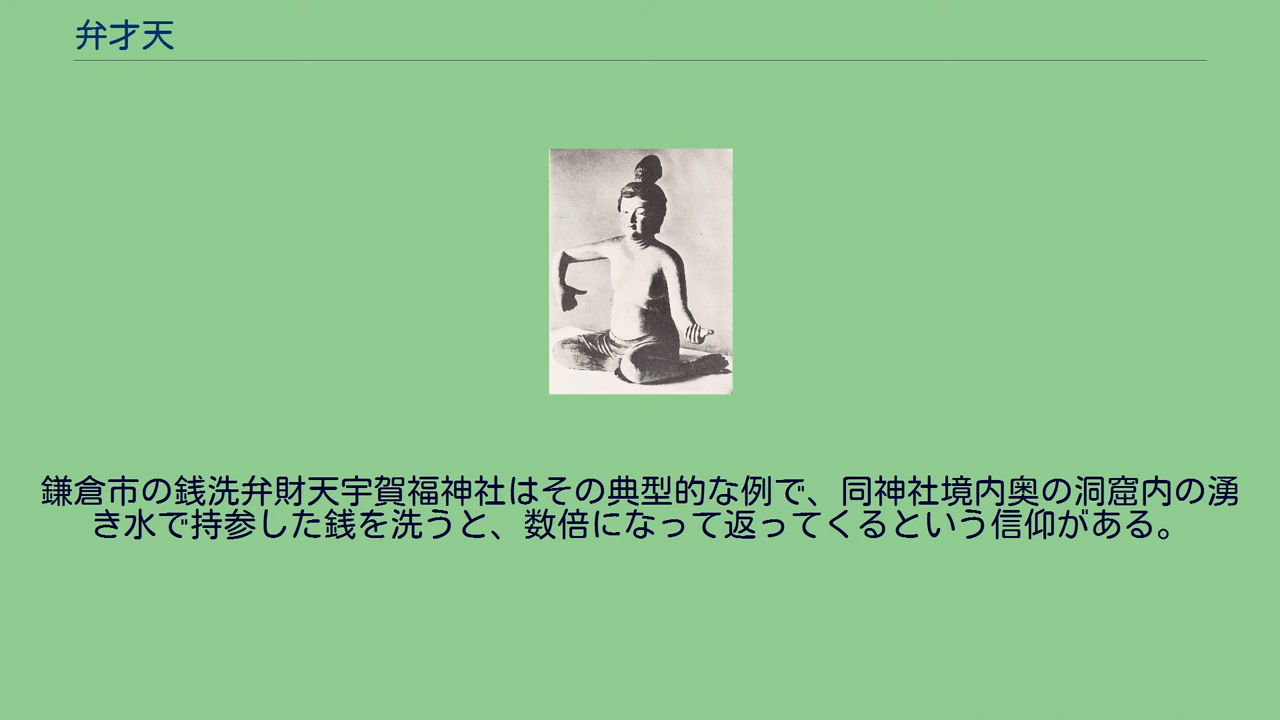 弁才天
鎌倉市の銭洗弁財天宇賀福神社はその典型的な例で、同神社境内奥の洞窟内の湧
き水で持参した銭を洗うと、数倍になって返ってくるという信仰がある。